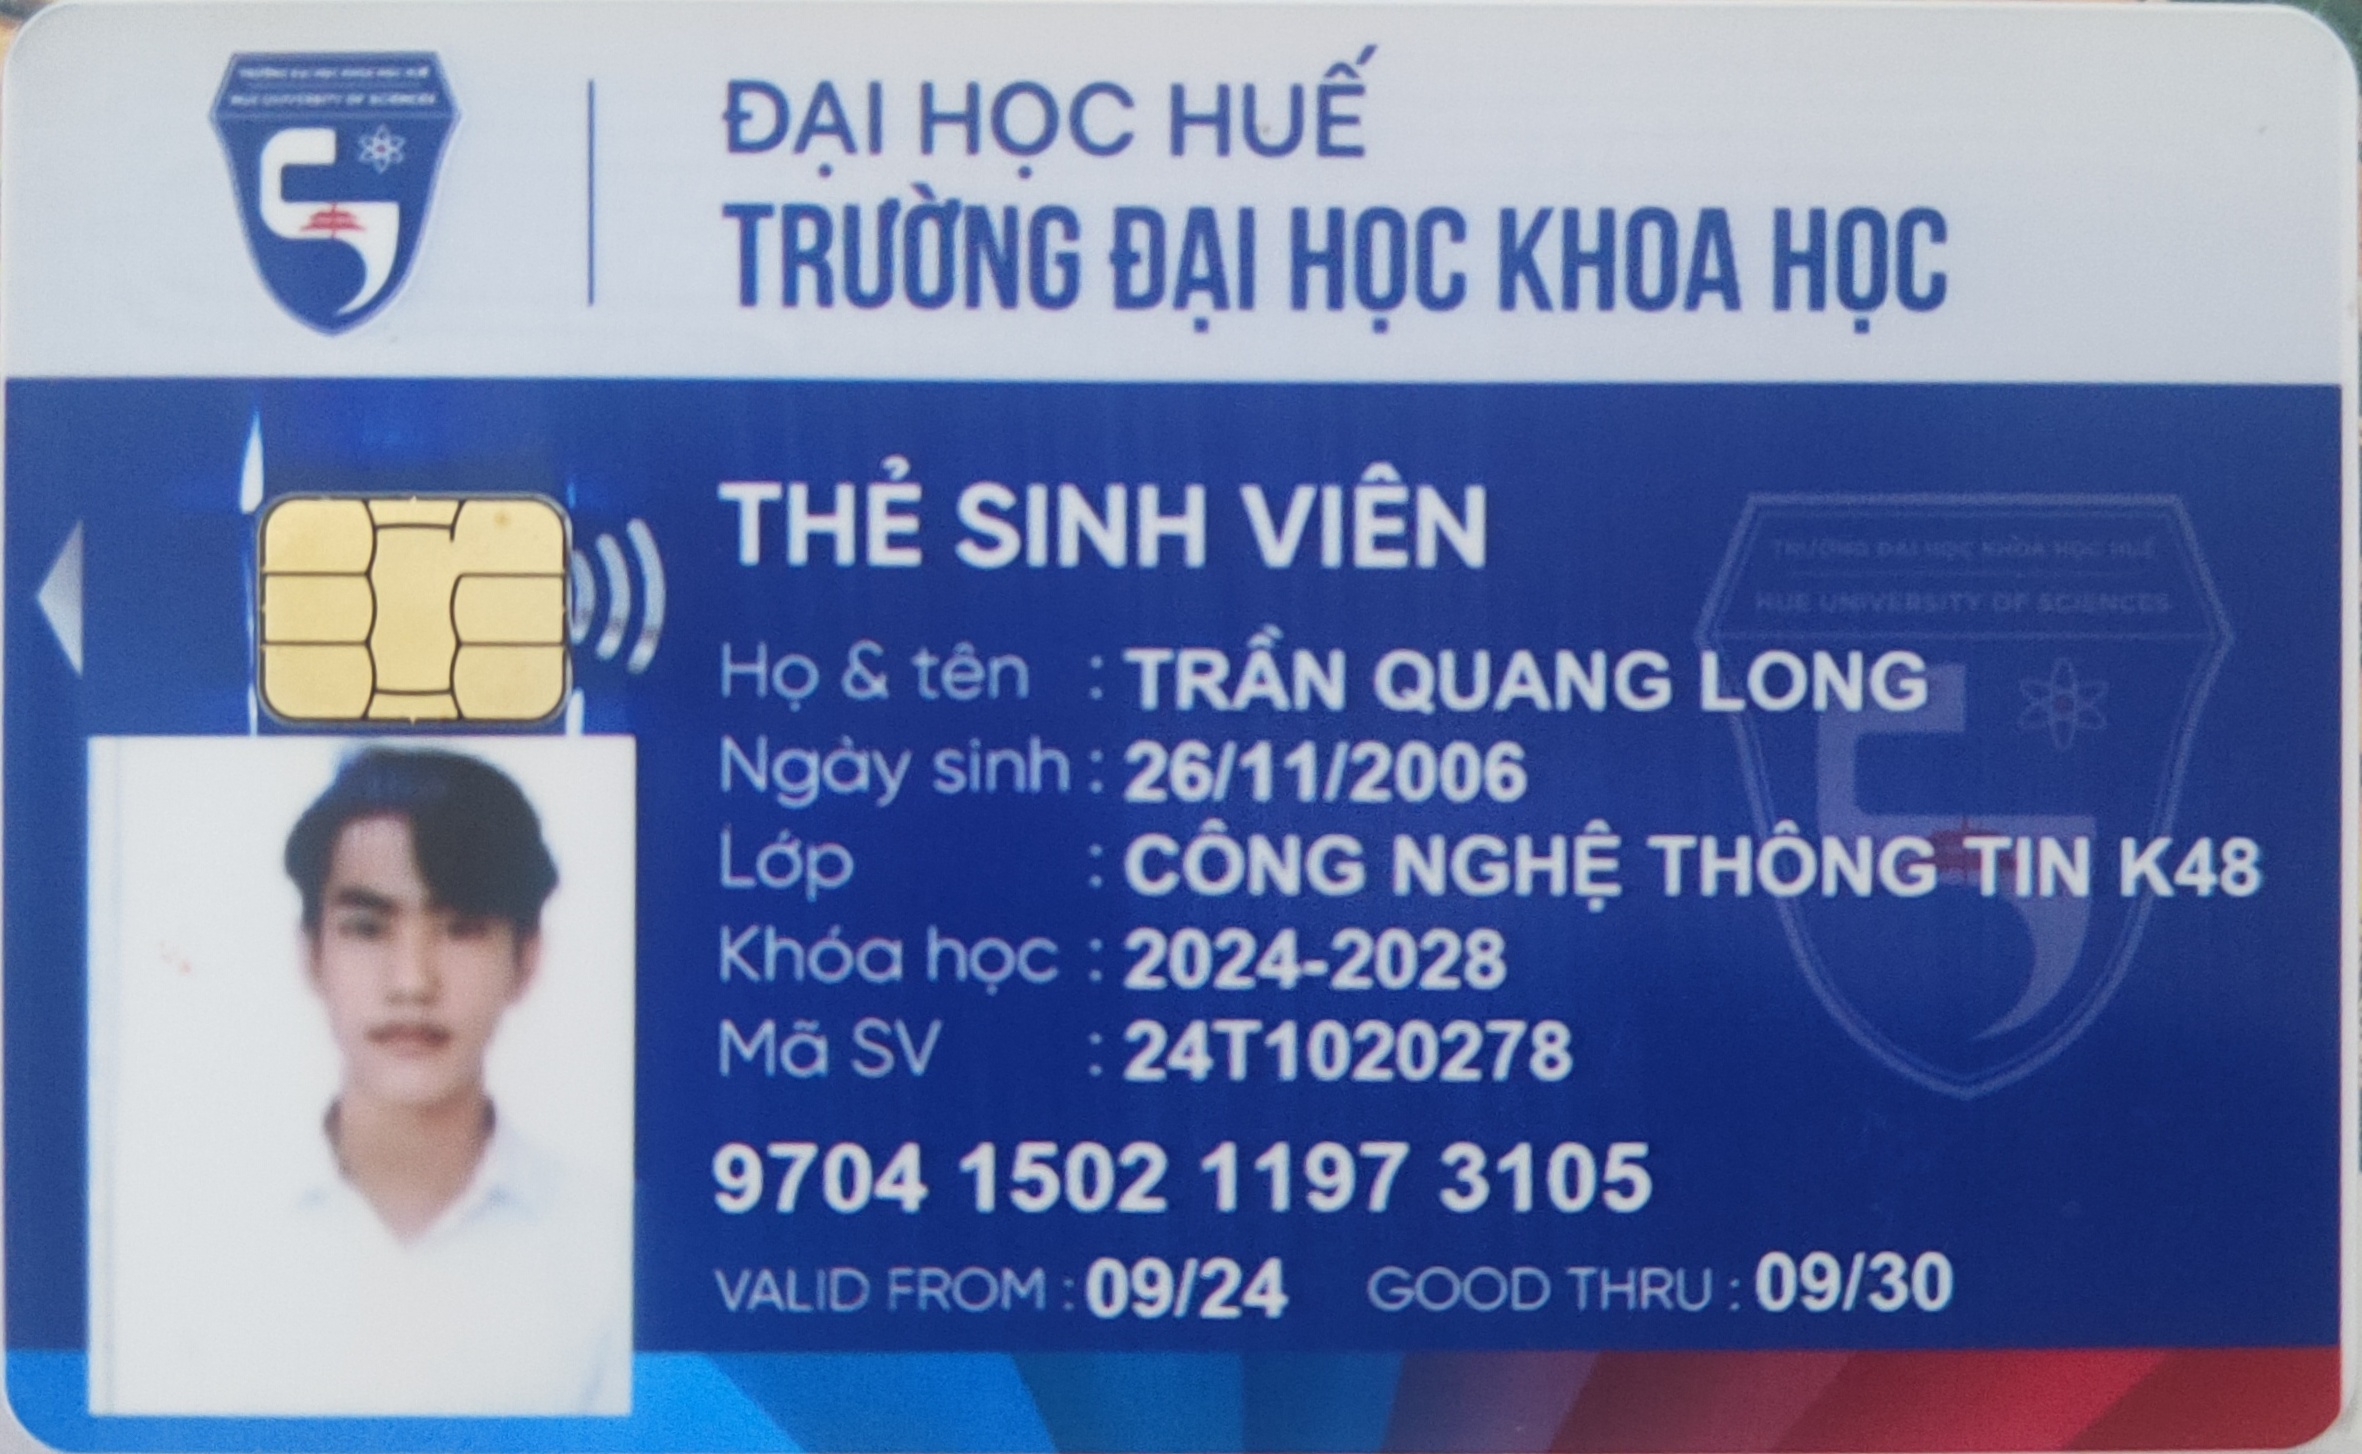 TRƯỜNG ĐẠI HỌC KHOA HỌC HUẾ
HUE UNIVERSITY OF SCIENCES
ĐẠI HỌC HUẾ
TRƯỜNG ĐẠI HỌC KHOA HỌC
THẺ SINH VIÊN
TRƯỜNG ĐẠI HỌC KHOA HỌC HUẾ
HUE UNIVERSITY OF SCIENCES
Họ & tên : TRẦN QUANG LONG
Ngày sinh : 26/11/2006
Lớp : CÔNG NGHỆ THÔNG TIN K48
Khóa học : 2024-2028
Mã SV : 24T1020278
9704 1502 1197 3105
VALID FROM : 09/24 GOOD THRU : 09/30